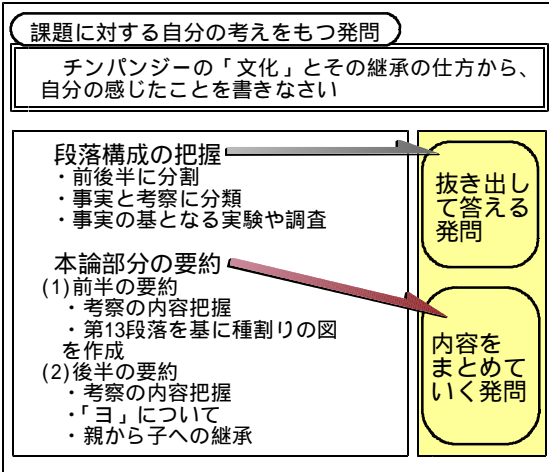 課題に対する自分の考えをもつ発問
チンパンジーの「文化」とその継承の仕方から、
自分の感じたことを書きなさい
段落構成の把握
・前後半に分割
・事実と考察に分類
・事実の基となる実験や調査
本論部分の要約
(1)前半の要約
・考察の内容把握
・第13段落を基に種割りの図
を作成
(2)後半の要約
・考察の内容把握
・「ヨ」について
・親から子への継承
抜き出し
て答える
発問
内容を
まとめて
いく発問